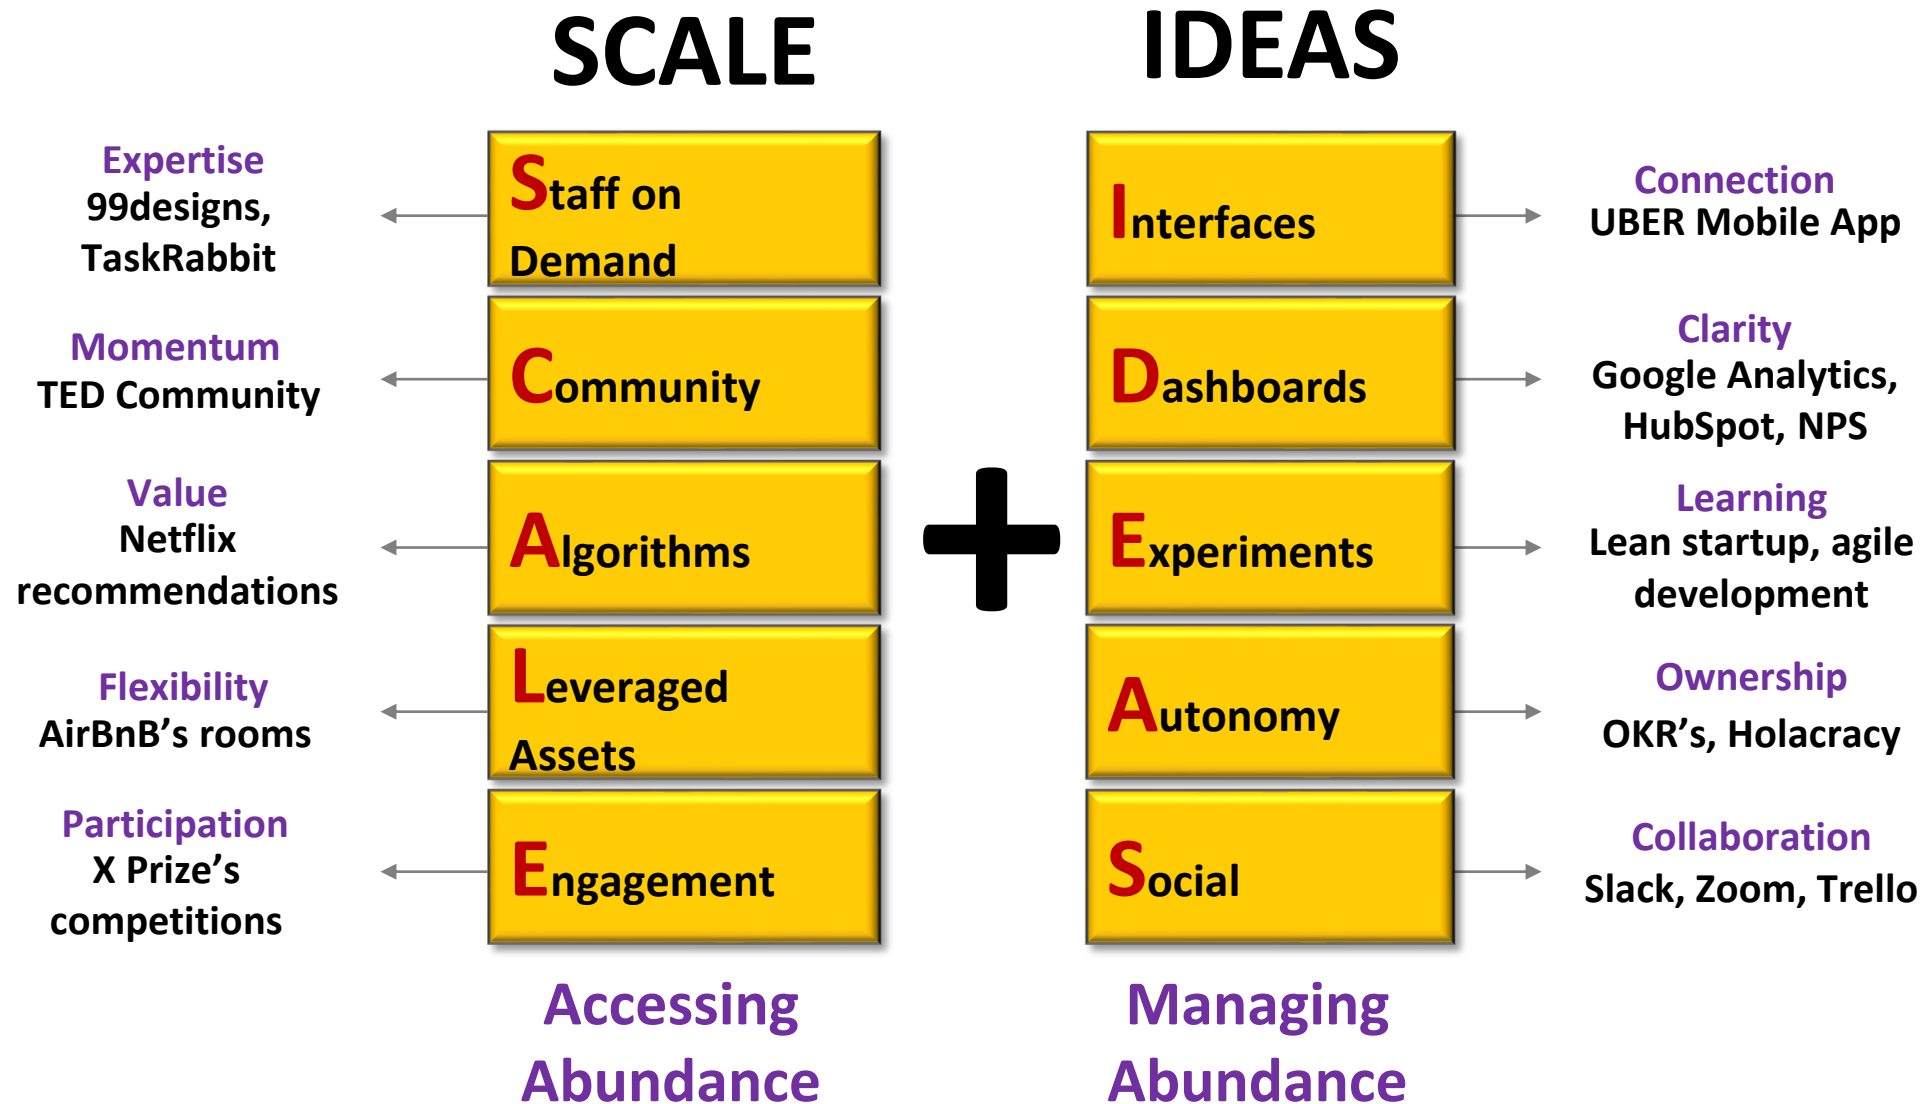 SCALE
IDEAS
Expertise
99designs,
TaskRabbit
Staff on
Demand
Interfaces
Connection
UBER Mobile App
Momentum
TED Community
Community
Dashboards
Clarity
Google Analytics,
HubSpot, NPS
Value
Netflix
recommendations
Algorithms
Experiments
Learning
Lean startup, agile
development
Flexibility
AirBnB’s rooms
Leveraged
Assets
Autonomy
Ownership
OKR’s, Holacracy
Participation
X Prize’s
competitions
Engagement
Social
Collaboration
Slack, Zoom, Trello
Accessing
Abundance
Managing
Abundance